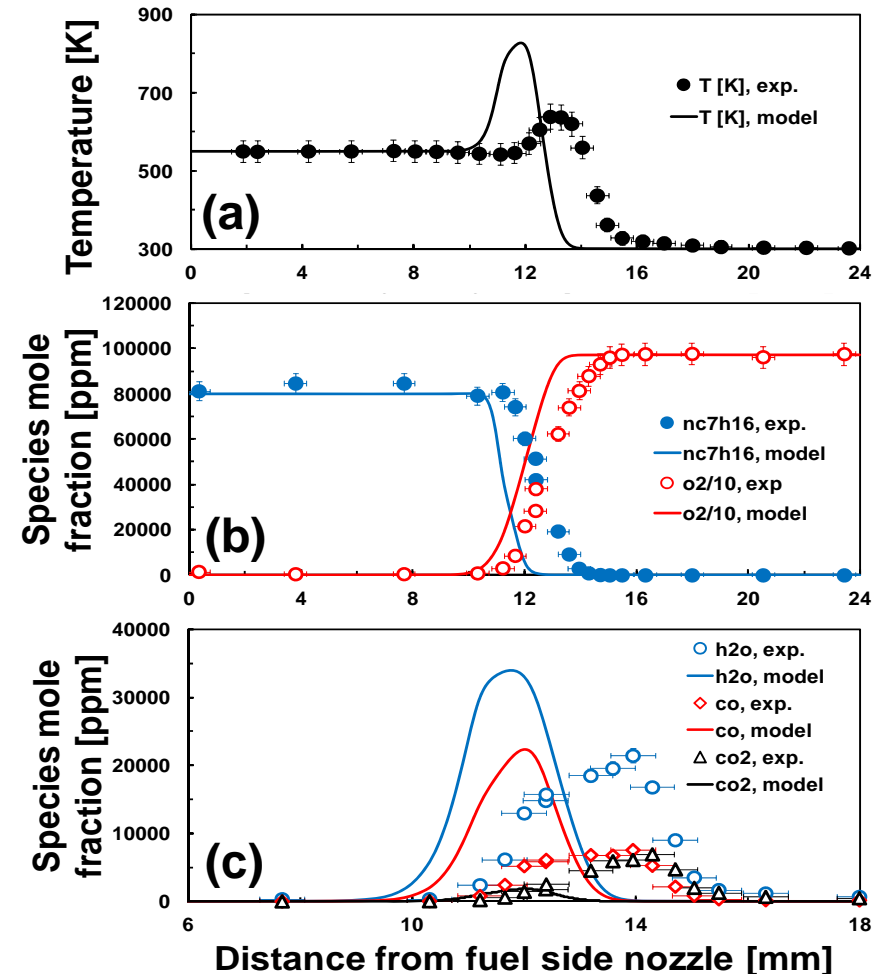 Temperature [K]
900
700
500
300
T [K], exp.
T [K], model
(a)
0
4
8
12
16
20
24
Species mole
fraction [ppm]
120000
100000
80000
60000
40000
20000
0
nc7h16, exp.
nc7h16, model
o2/10, exp
o2/10, model
(b)
0
4
8
12
16
20
24
Species mole
fraction [ppm]
40000
30000
20000
10000
0
h2o, exp.
h2o, model
co, exp.
co, model
co2, exp.
co2, model
(c)
6
10
14
18
Distance from fuel side nozzle [mm]